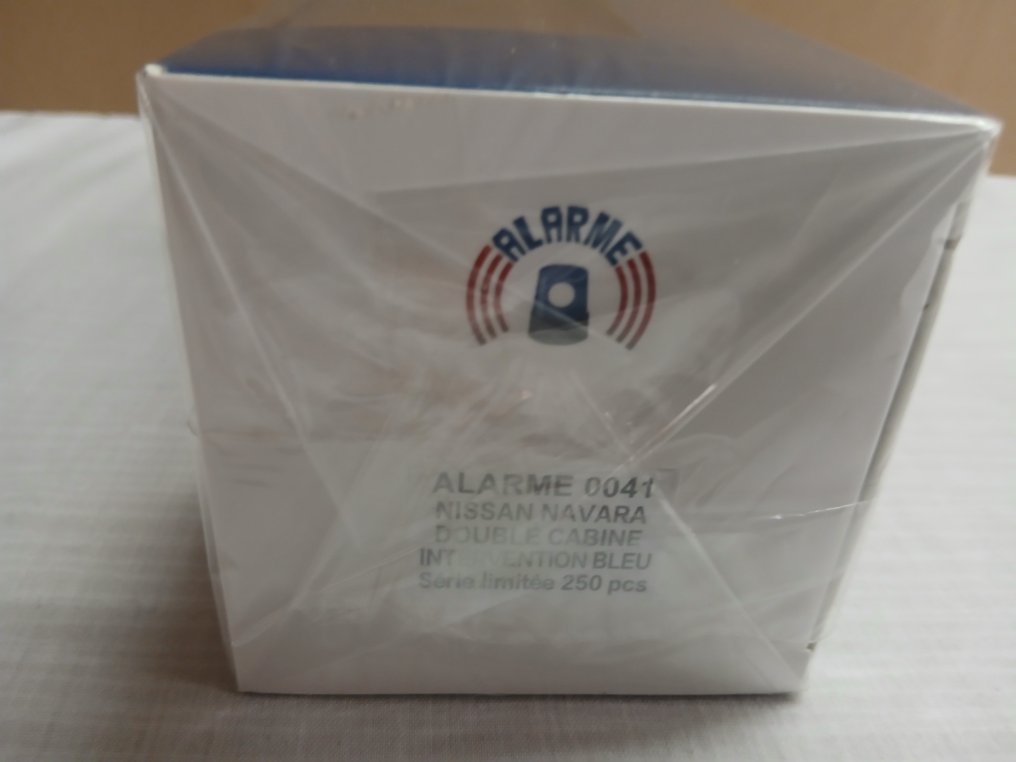 ALARME
ALARME 0041
NISSAN NAVARA
DOUBLE CABINE
INTERVENTION BLEU
Série limitée 250 pcs